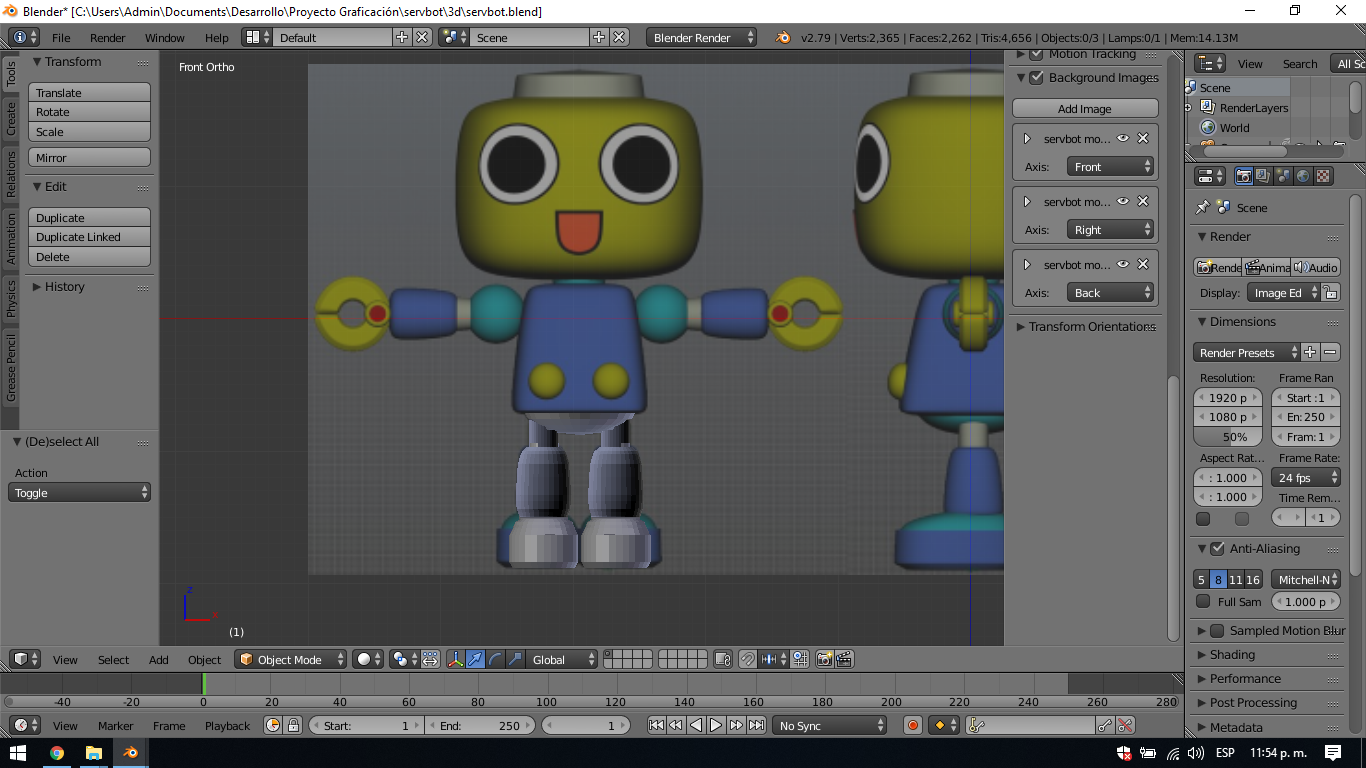 Blender* [C:\Users\Admin\Documents\Desarrollo\Proyecto Graficación\servbot\3d\servbot.blend]
File Render Window Help Default Scene Blender Render v2.79 | Verts:2,365 | Faces:2,262 | Tris:4,656 | Objects:0/3 | Lamps:0/1 | Mem:14.13M
Tools
Create
Relations
Animation
Physics
Grease Pencil
Transform
Translate
Rotate
Scale
Mirror
Edit
Duplicate
Duplicate Linked
Delete
History
(De)select All
Action
Toggle
Front Ortho
z
x
(1)
Motion Tracking
Background Images
Add Image
servbot mo...
Axis: Front
servbot mo...
Axis: Right
servbot mo...
Axis: Back
Transform Orientations
View Search All Sc
Scene
RenderLayers
World
Scene
Render
Rende Anima Audio
Display: Image Ed
Dimensions
Render Presets
Resolution: Frame Ran
1920 p Start :1
1080 p En: 250
50% Fram: 1
Aspect Rat... Frame Rate:
: 1.000 24 fps
: 1.000 Time Rem...
1
Anti-Aliasing
5 8 11 16 Mitchell-N
Full Sam 1.000 p
Sampled Motion Blur
Shading
Performance
Post Processing
Metadata
View Select Add Object Object Mode Global
-40 -20 0 20 40 60 80 100 120 140 160 180 200 220 240 260 280
View Marker Frame Playback Start: 1 End: 250 1 No Sync
ESP 11:54 p. m.